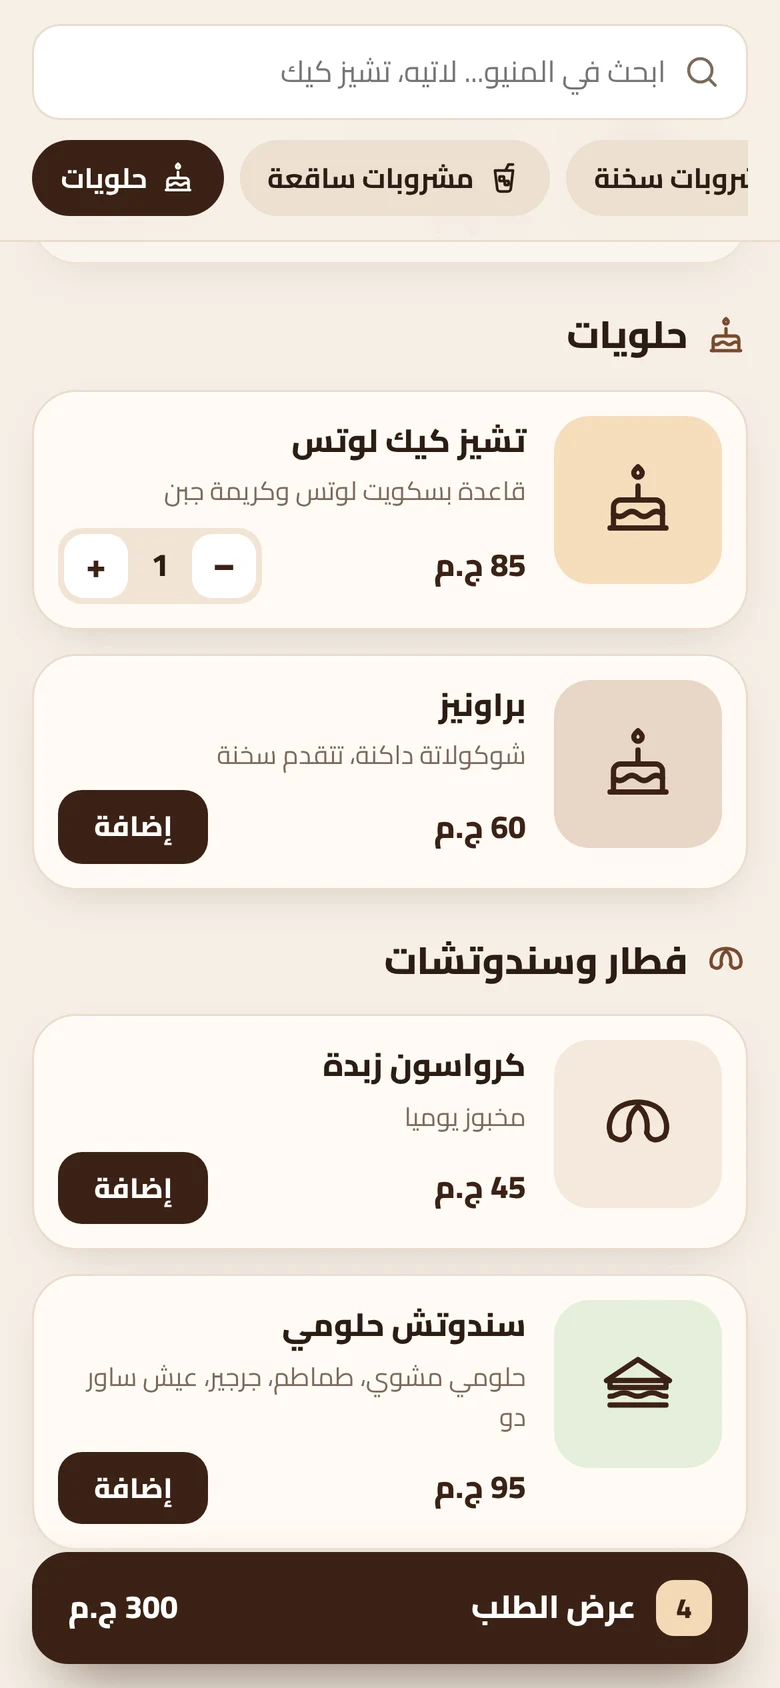 ابحث في المنيو... لاتيه، تشيز كيك
مشروبات ساقعة
حلويات
حلويات
تشيز كيك لوتس
قاعدة بسكويت لوتس وكريمة جبن
85 ج.م
− 1 +
براونيز
شوكولاتة داكنة، تتقدم سخنة
60 ج.م
إضافة
فطار وسندوتشات
كرواسون زبدة
مخبوز يوميا
45 ج.م
إضافة
سندوتش حلومي
حلومي مشوي، طماطم، جرجير، عيش ساور
دو
95 ج.م
إضافة
4 عرض الطلب
300 ج.م